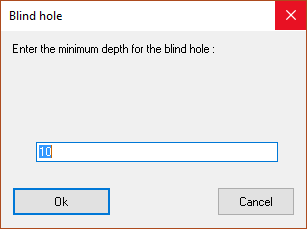 Blind hole
Enter the minimum depth for the blind hole :
10
Ok
Cancel